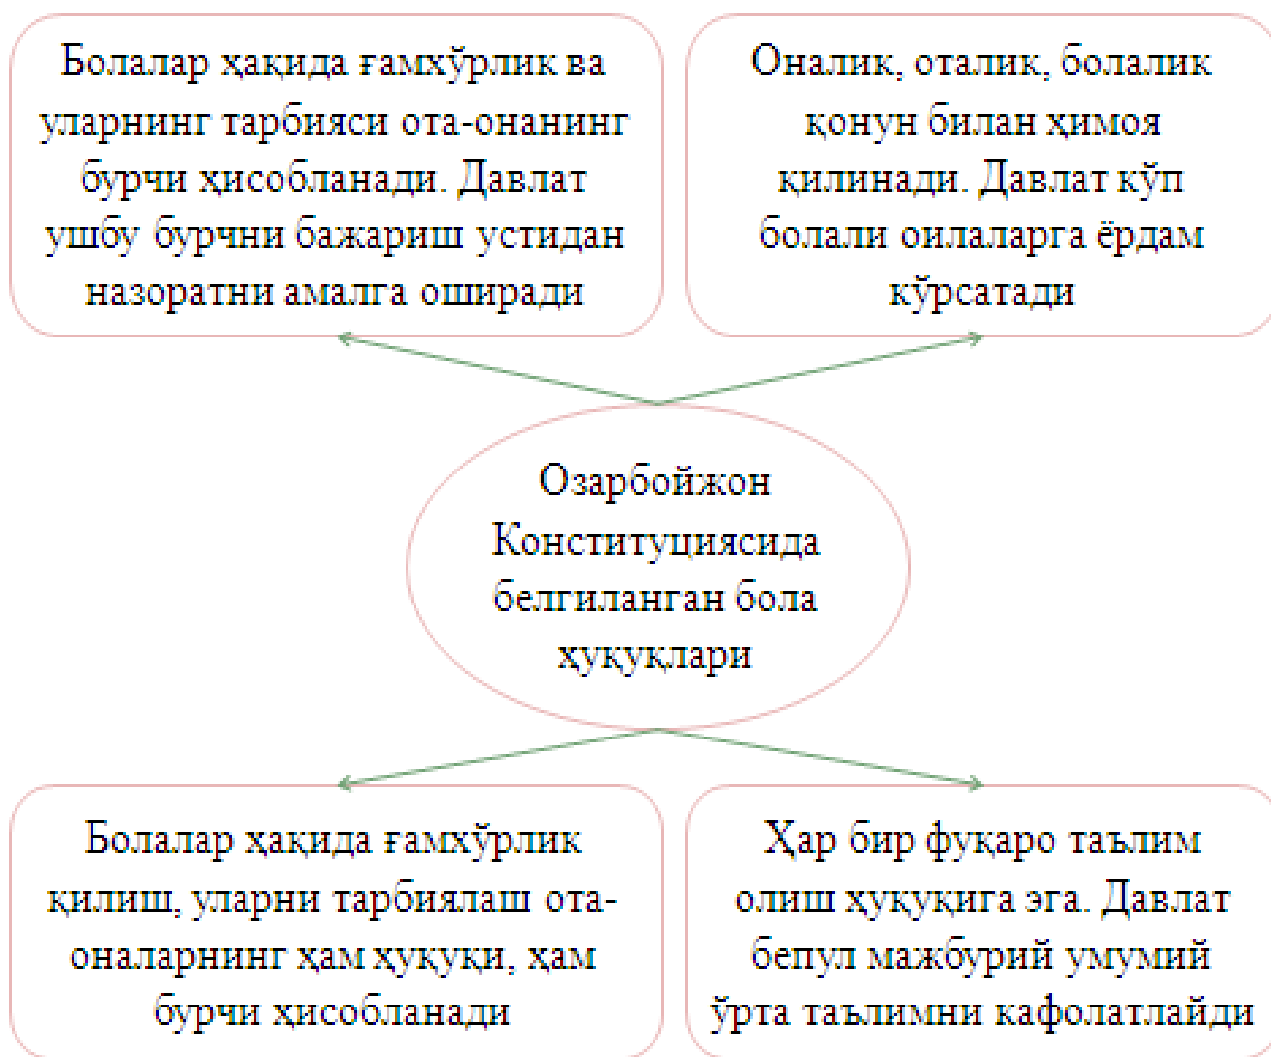 Болалар ҳақида ғамхўрлик ва
уларнинг тарбияси ота-онанинг
бурчи ҳисобланади. Давлат
ушбу бурчни бажариш устидан
назоратни амалга оширади
Оналик, оталик, болалик
қонун билан ҳимоя
қилинади. Давлат кўп
болали оилаларга ёрдам
кўрсатади
Озарбойжон
Конституциясида
белгиланган бола
ҳуқуқлари
Болалар ҳақида ғамхўрлик
қилиш, уларни тарбиялаш ота-
оналарнинг ҳам ҳуқуқи, ҳам
бурчи ҳисобланади
Ҳар бир фуқаро таълим
олиш ҳуқуқига эга. Давлат
бепул мажбурий умумий
ўрта таълимни кафолатлайди